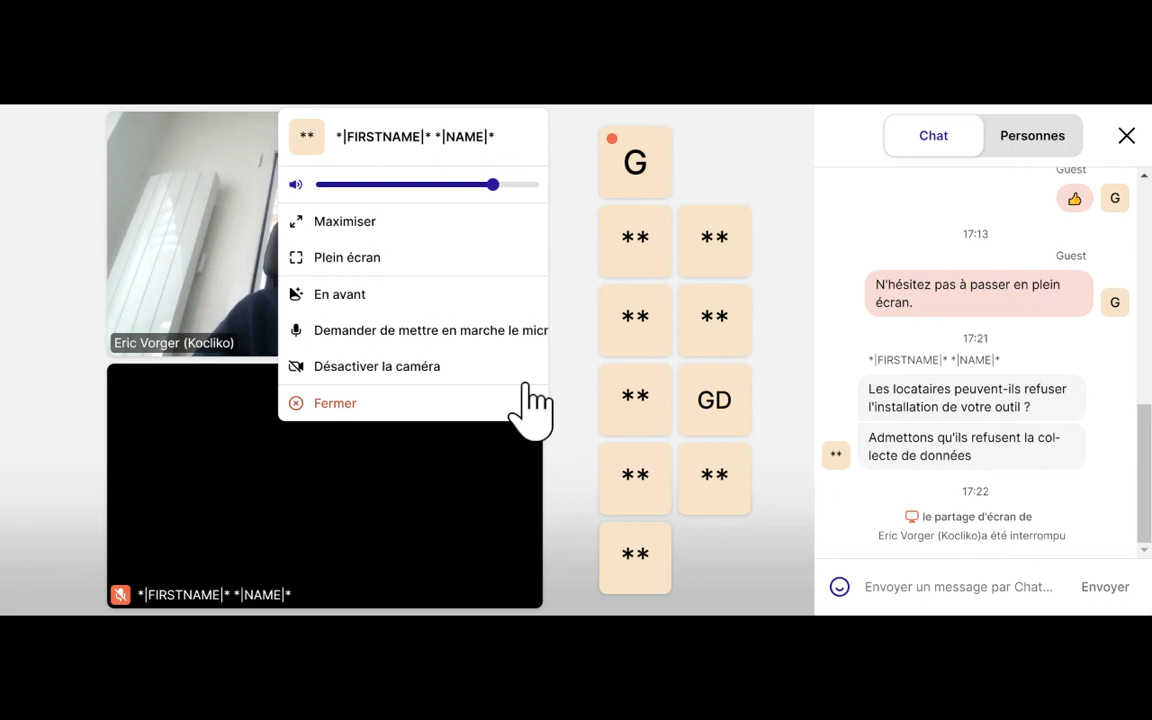 ** *|FIRSTNAME|* *|NAME|*
Maximiser
Plein écran
En avant
Demander de mettre en marche le micr
Désactiver la caméra
Fermer
Eric Vorger (Kocliko)
*|FIRSTNAME|* *|NAME|*
G
** **
** **
** GD
** **
**
Chat Personnes
Guest
👍 G
17:13
Guest
N'hésitez pas à passer en plein
écran.
G
17:21
*|FIRSTNAME|* *|NAME|*
Les locataires peuvent-ils refuser
l'installation de votre outil ?
Admettons qu'ils refusent la col-
lecte de données
**
17:22
le partage d'écran de
Eric Vorger (Kocliko)a été interrompu
Envoyer un message par Chat... Envoyer